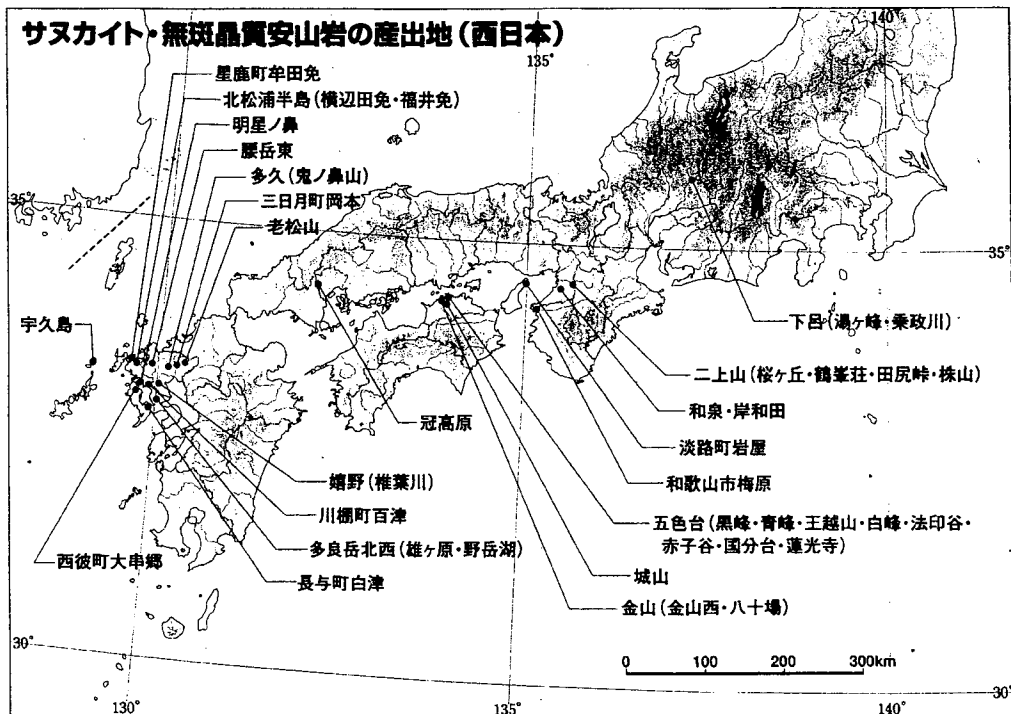 サヌカイト・無斑晶質安山岩の産出地(西日本)
140°
135°
星鹿町牟田免
北松浦半島(横辺田免・福井免)
明星ノ鼻
腰岳東
多久(鬼ノ鼻山)
三日月町岡本
老松山
35°
35°
宇久島
下呂(湯ヶ峰・乗政川)
二上山(桜ヶ丘・鶴峯荘・田尻峠・株山)
和泉・岸和田
冠高原
淡路町岩屋
嬉野(椎葉川)
和歌山市梅原
川棚町百津
五色台(黒峰・青峰・王越山・白峰・法印谷・
赤子谷・国分台・蓮光寺)
多良岳北西(雄ヶ原・野岳湖)
西彼町大串郷
長与町白津
城山
金山(金山西・八十場)
30°
0 100 200 300km
130°
135°
140°
30°